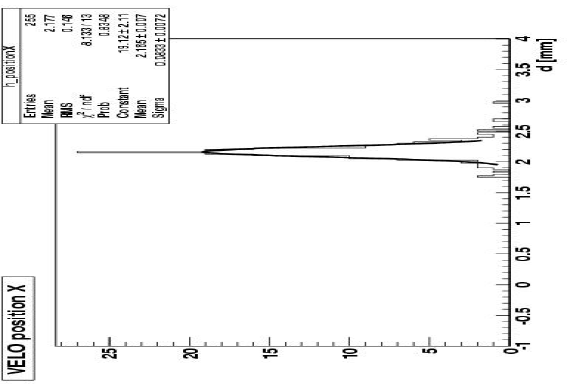 VELO position X
h_positionX
Entries 255
Mean 2.177
RMS 0.148
χ² / ndf 8.133 / 13
Prob 0.8348
Constant 19.12 ± 2.11
Mean 2.165 ± 0.007
Sigma 0.0833 ± 0.0072
25
20
15
10
5
0
-1 -0.5 0 0.5 1 1.5 2 2.5 3 3.5 4
d [mm]